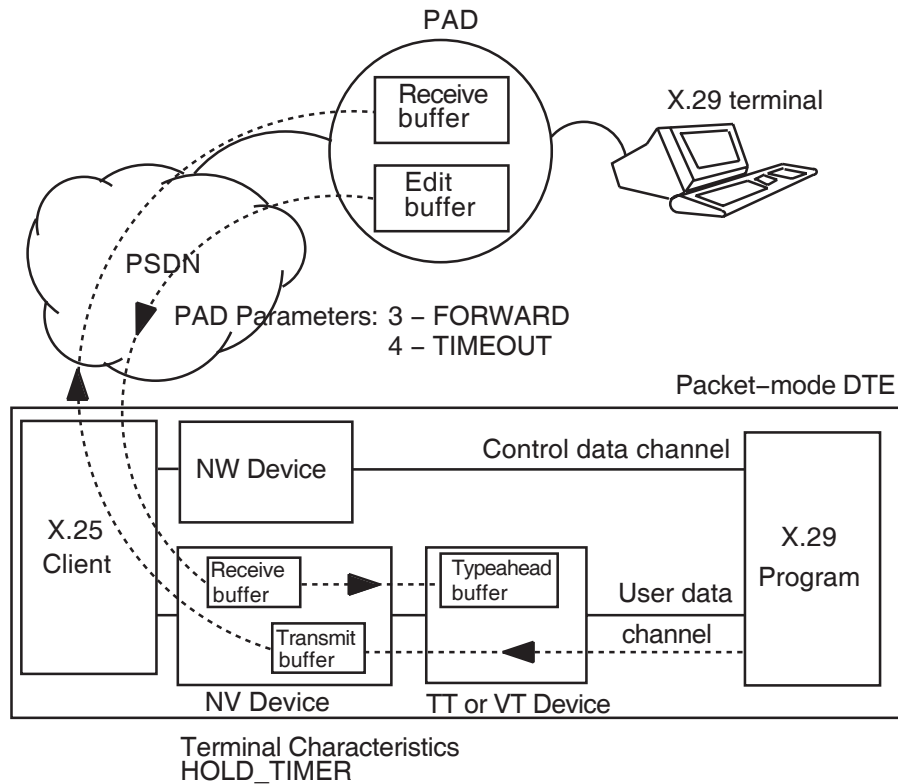 PAD
Receive
buffer
X.29 terminal
Edit
buffer
PSDN
PAD Parameters: 3 – FORWARD
4 – TIMEOUT
Packet–mode DTE
NW Device
Control data channel
X.25
Client
X.29
Program
Receive
buffer
Typeahead
buffer
User data
channel
Transmit
buffer
NV Device
TT or VT Device
Terminal Characteristics
HOLD_TIMER